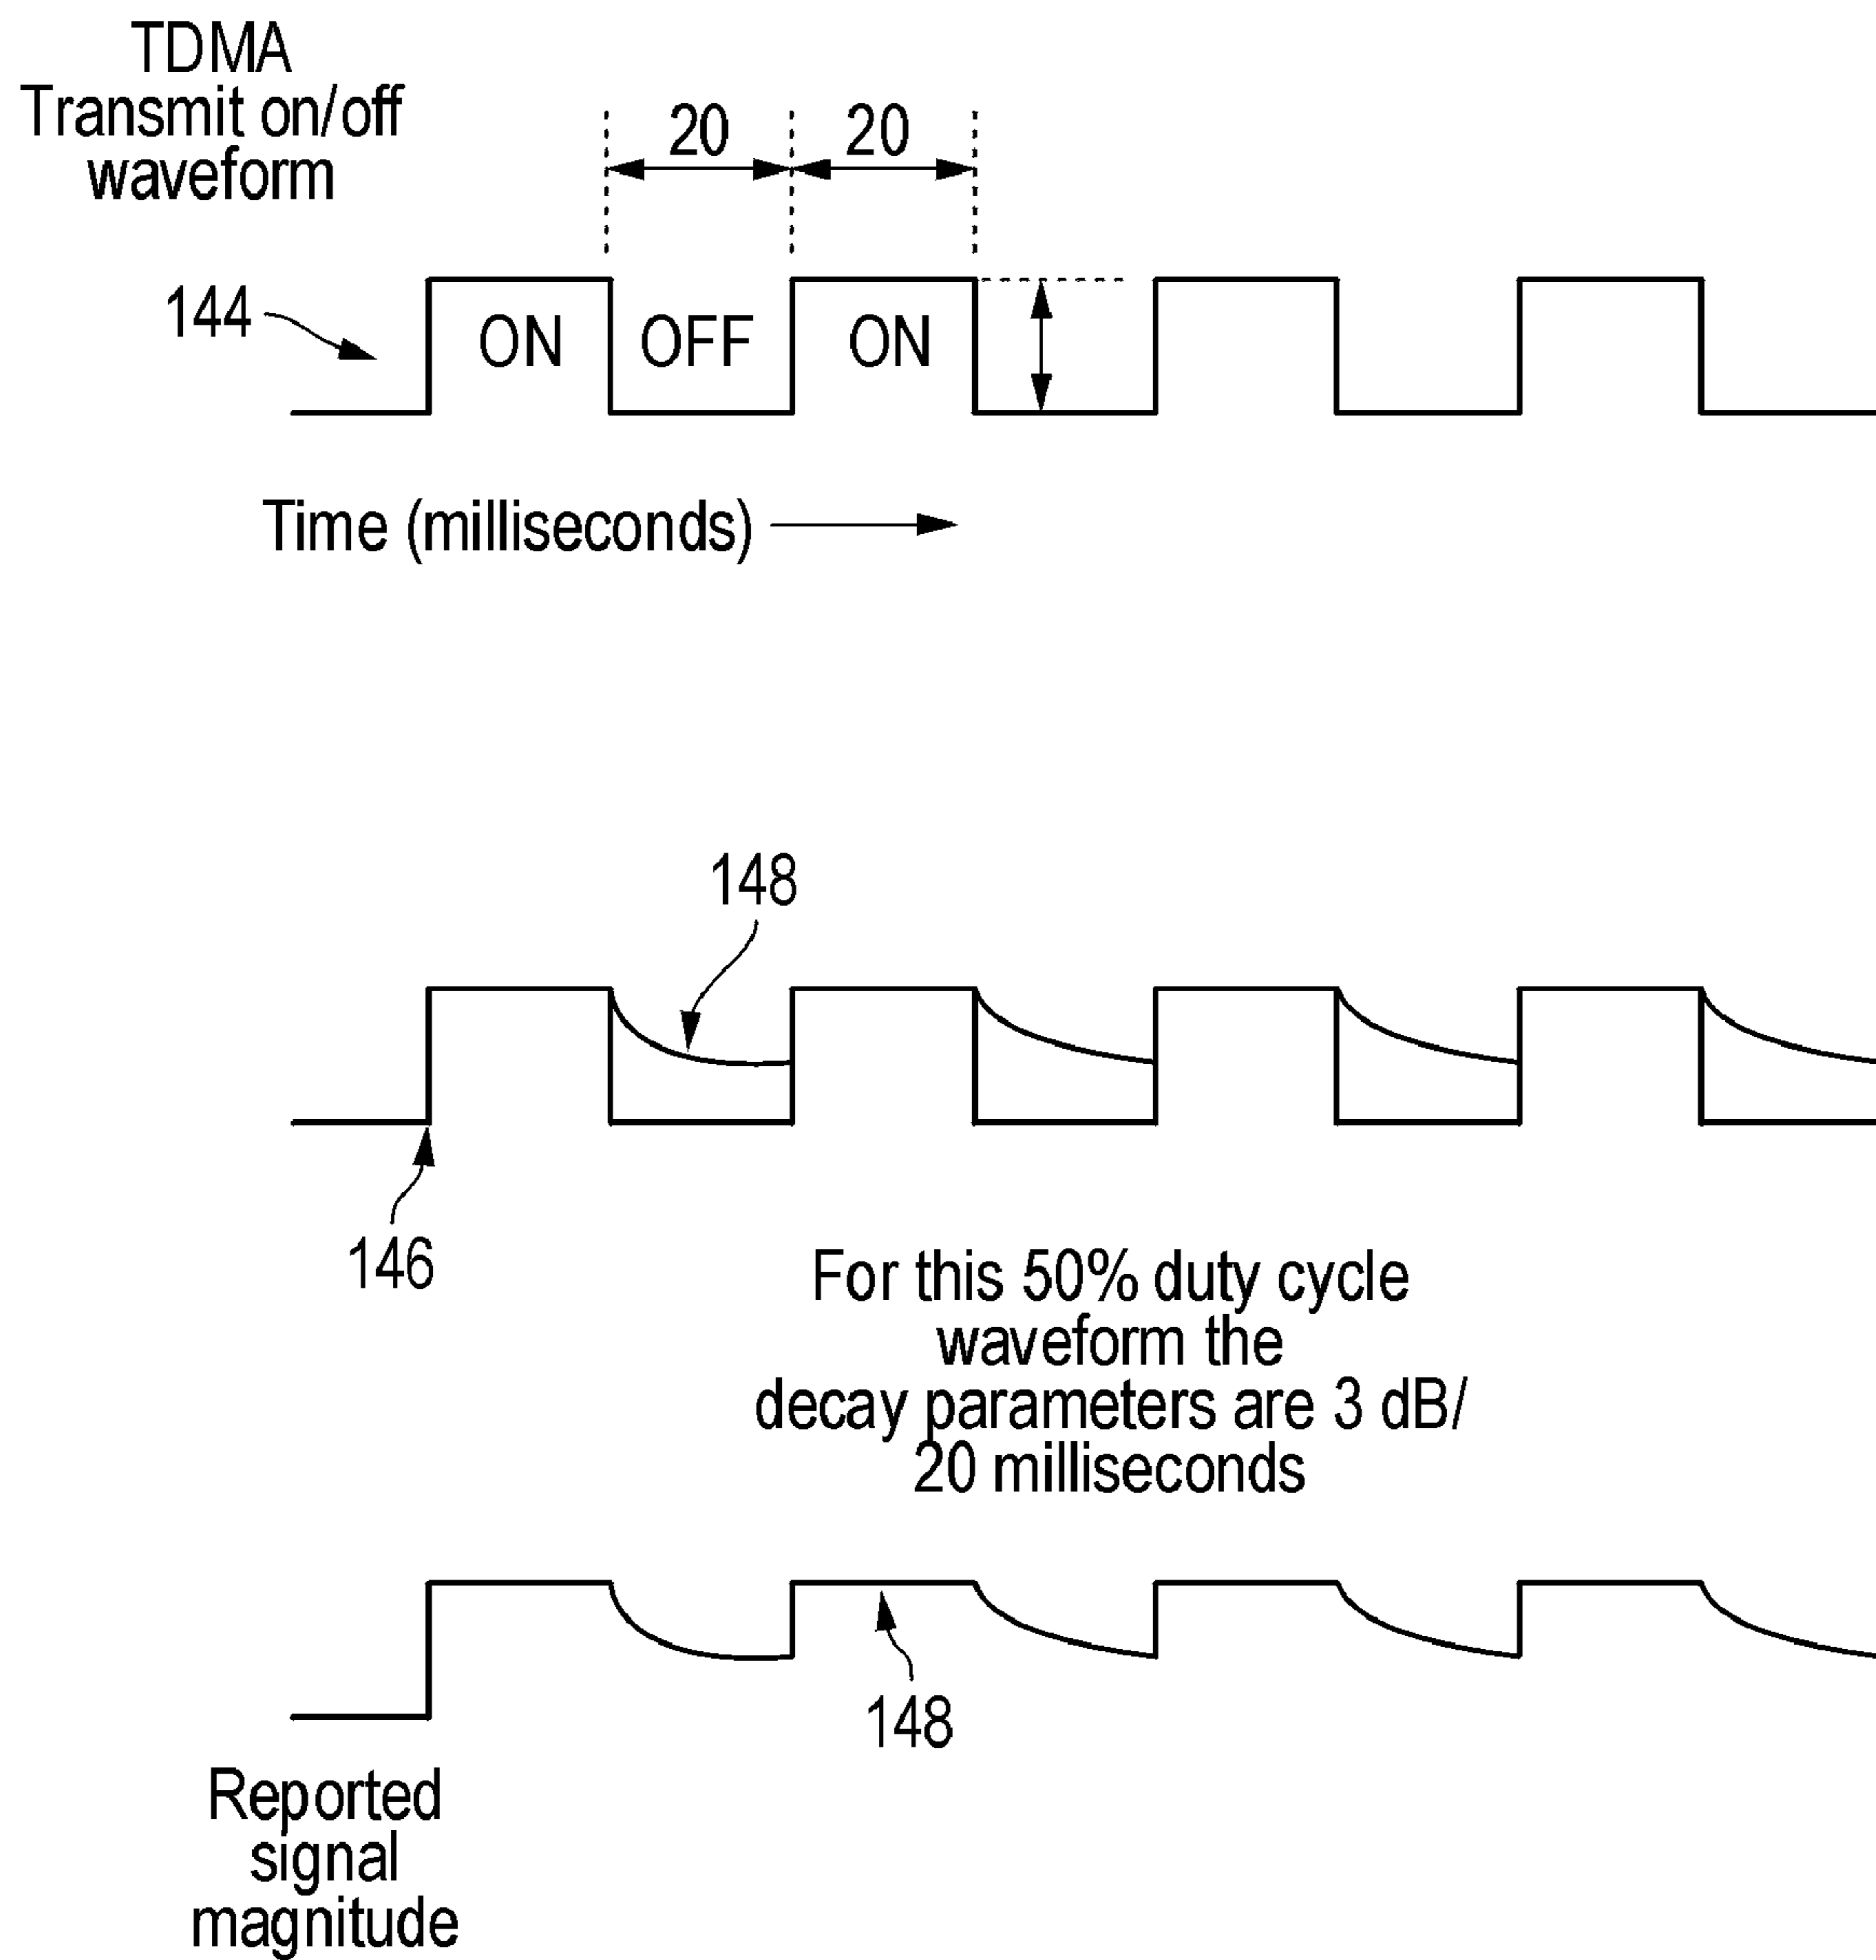 TDMA
Transmit on/off
waveform
20
20
144
ON
OFF
ON
Time (milliseconds)
148
146
For this 50% duty cycle
waveform the
decay parameters are 3 dB/
20 milliseconds
148
Reported
signal
magnitude